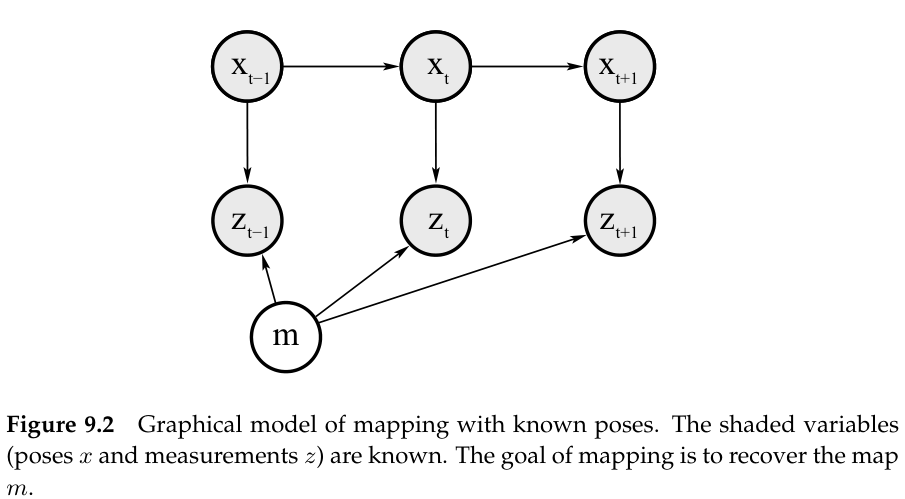 x_{t−1} x_t x_{t+1}
z_{t−1} z_t z_{t+1}
m
Figure 9.2 Graphical model of mapping with known poses. The shaded variables
(poses x and measurements z) are known. The goal of mapping is to recover the map
m.